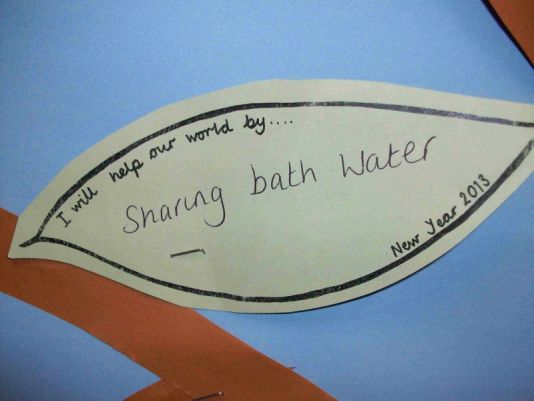 I will help our world by....
Sharing bath Water
New Year 2013